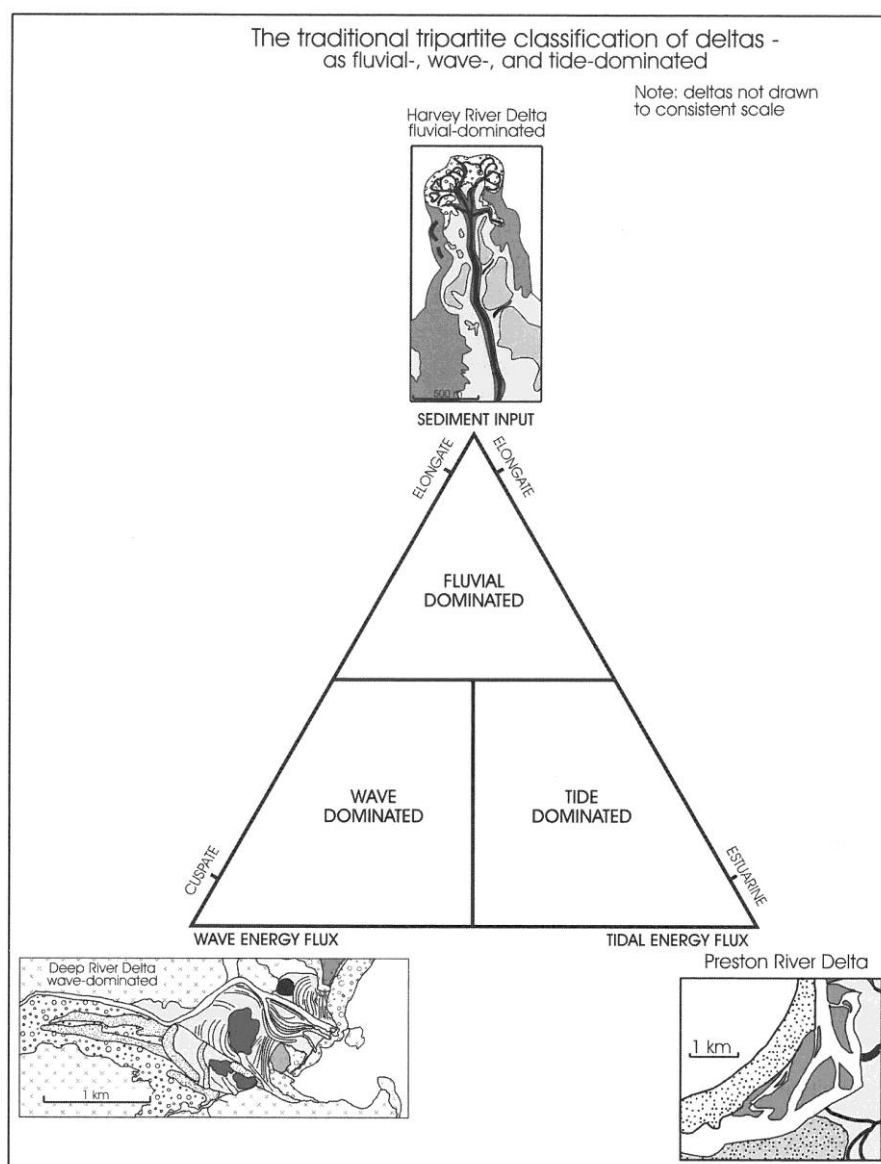 The traditional tripartite classification of deltas -
as fluvial-, wave-, and tide-dominated
Note: deltas not drawn
to consistent scale
Harvey River Delta
fluvial-dominated
500 m
SEDIMENT INPUT
ELONGATE
ELONGATE
FLUVIAL
DOMINATED
WAVE
DOMINATED
TIDE
DOMINATED
CUSPATE
ESTUARINE
WAVE ENERGY FLUX
TIDAL ENERGY FLUX
Deep River Delta
wave-dominated
1 km
Preston River Delta
1 km